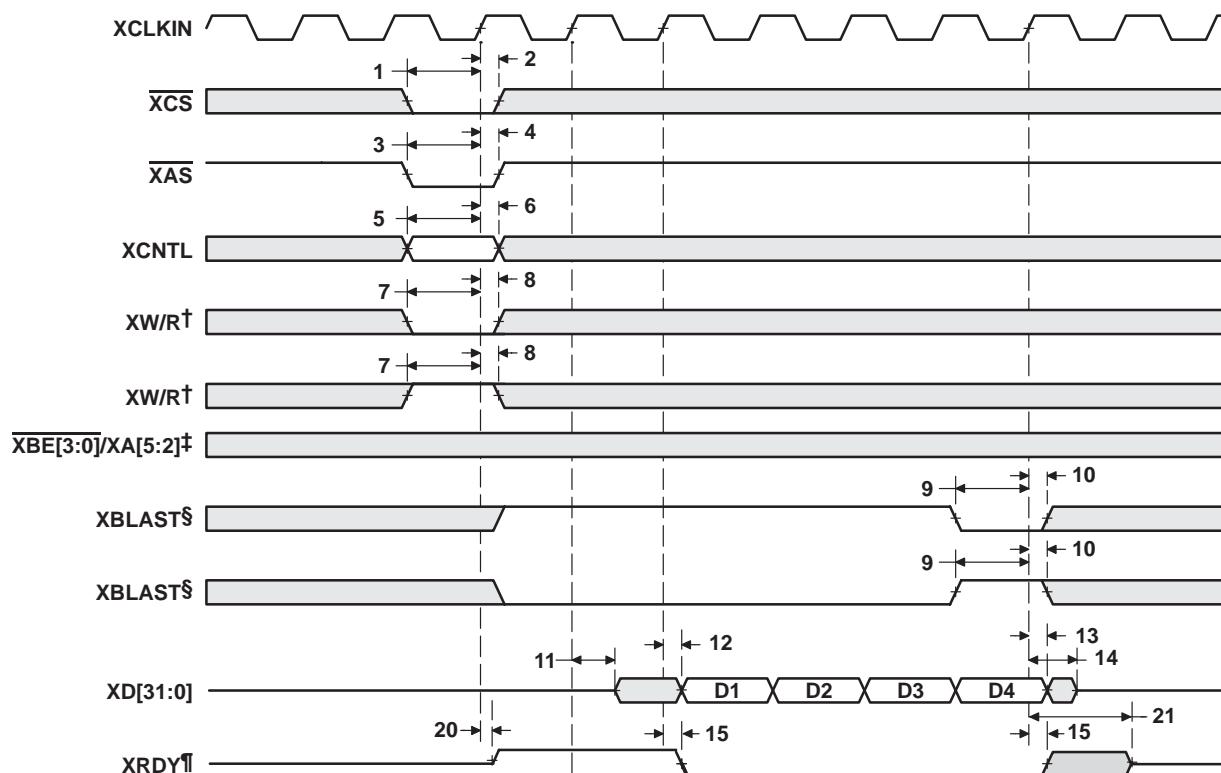 XCLKIN
1
2
XCS
3
4
XAS
5
6
XCNTL
7
8
XW/R†
7
8
XW/R†
XBE[3:0]/XA[5:2]‡
9
10
XBLAST§
9
10
XBLAST§
11
12
13
14
XD[31:0]
D1
D2
D3
D4
20
15
15
21
XRDY¶